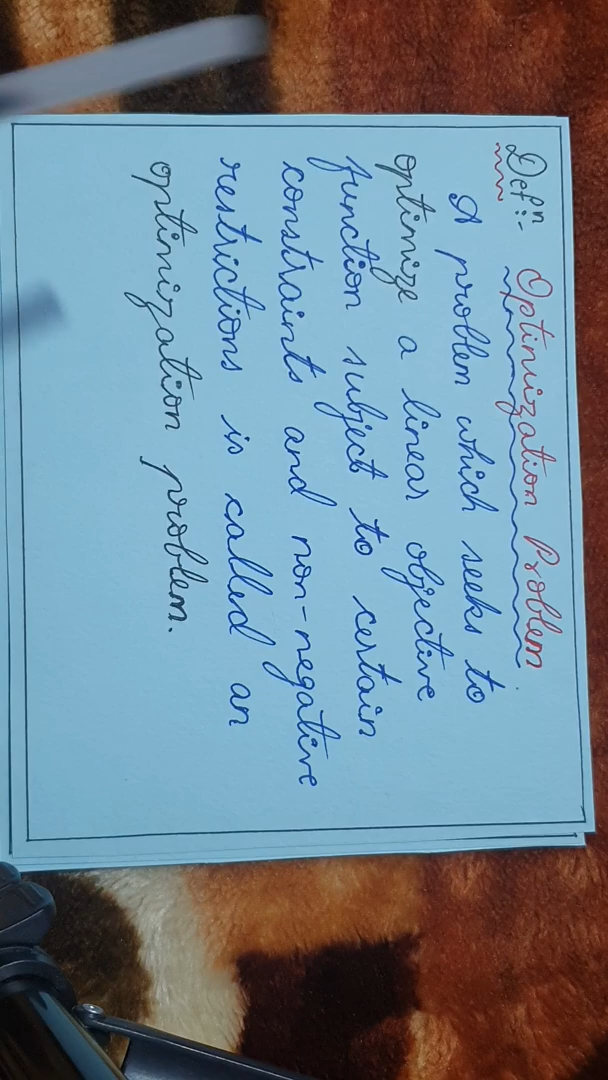 Defⁿ:- Optimization Problem
A problem which seeks to
optimize a linear objective
function subject to certain
constraints and non-negative
restrictions is called an
optimization problem.